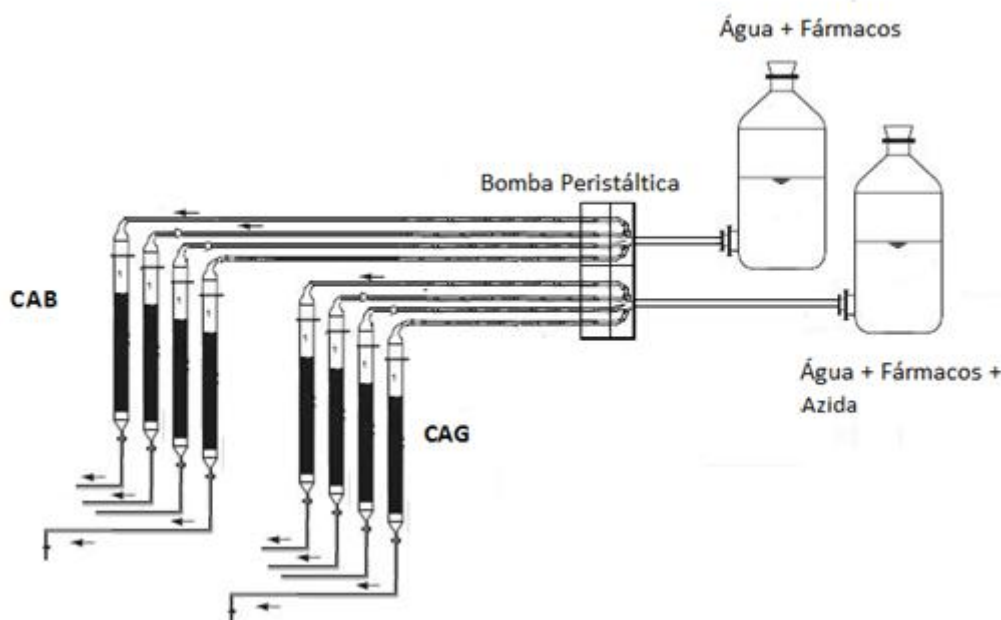 Água + Fármacos
Bomba Peristáltica
CAB
CAG
Água + Fármacos +
Azida